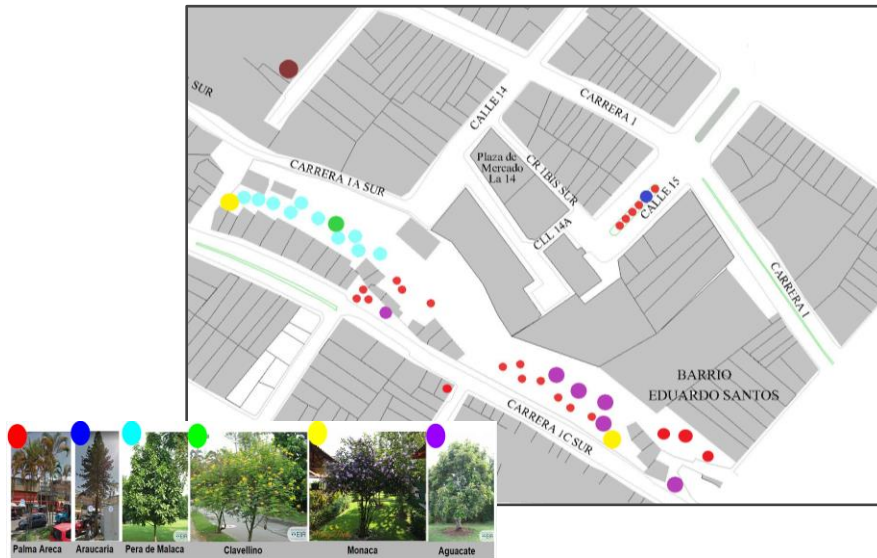 CARRERA 1
CALLE 14
SUR
CARRERA 1A SUR
Plaza de
Mercado
La 14
CR 1BIS SUR
CALLE 15
CLL 14A
CARRERA 1
BARRIO
EDUARDO SANTOS
CARRERA 1C SUR
Palma Areca
Araucaria
Pera de Malaca
Clavellino
Monaca
Aguacate